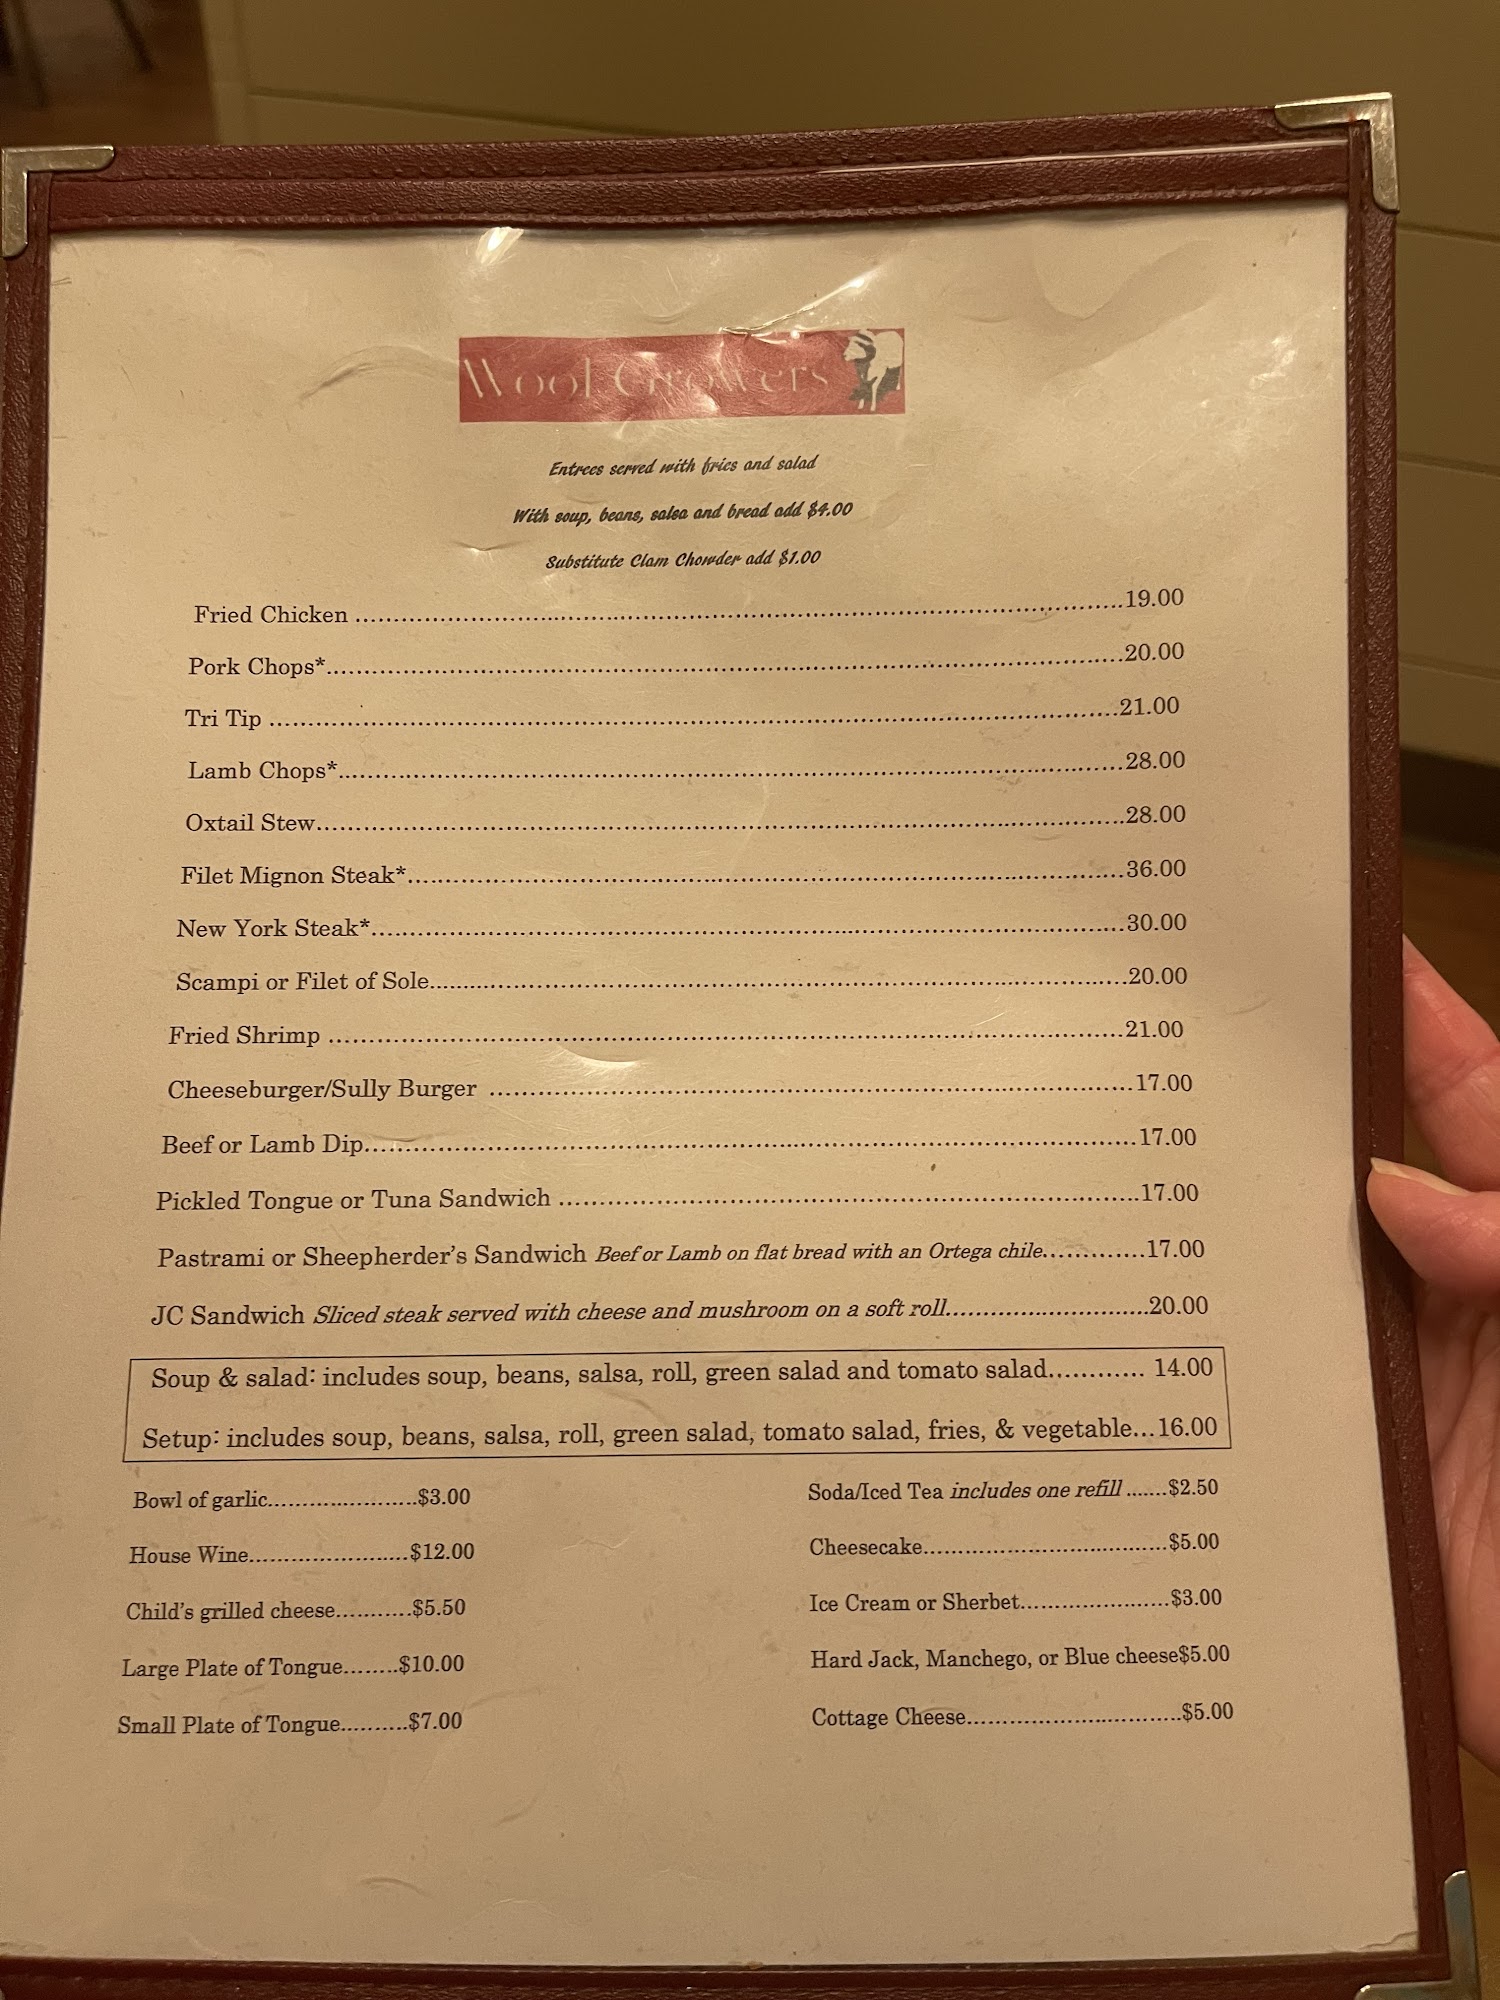 Wool Growers
Entrees served with fries and salad
With soup, beans, salsa and bread add $4.00
Substitute Clam Chowder add $1.00
Fried Chicken ..........19.00
Pork Chops*..........20.00
Tri Tip ..........21.00
Lamb Chops*..........28.00
Oxtail Stew..........28.00
Filet Mignon Steak*..........36.00
New York Steak*..........30.00
Scampi or Filet of Sole..........20.00
Fried Shrimp ..........21.00
Cheeseburger/Sully Burger ..........17.00
Beef or Lamb Dip..........17.00
Pickled Tongue or Tuna Sandwich ..........17.00
Pastrami or Sheepherder's Sandwich Beef or Lamb on flat bread with an Ortega chile.............17.00
JC Sandwich Sliced steak served with cheese and mushroom on a soft roll..........20.00
Soup & salad: includes soup, beans, salsa, roll, green salad and tomato salad............ 14.00
Setup: includes soup, beans, salsa, roll, green salad, tomato salad, fries, & vegetable...16.00
Bowl of garlic..........$3.00
House Wine..........$12.00
Child's grilled cheese...........$5.50
Large Plate of Tongue........$10.00
Small Plate of Tongue..........$7.00
Soda/Iced Tea includes one refill .......$2.50
Cheesecake..........$5.00
Ice Cream or Sherbet..........$3.00
Hard Jack, Manchego, or Blue cheese$5.00
Cottage Cheese..........$5.00